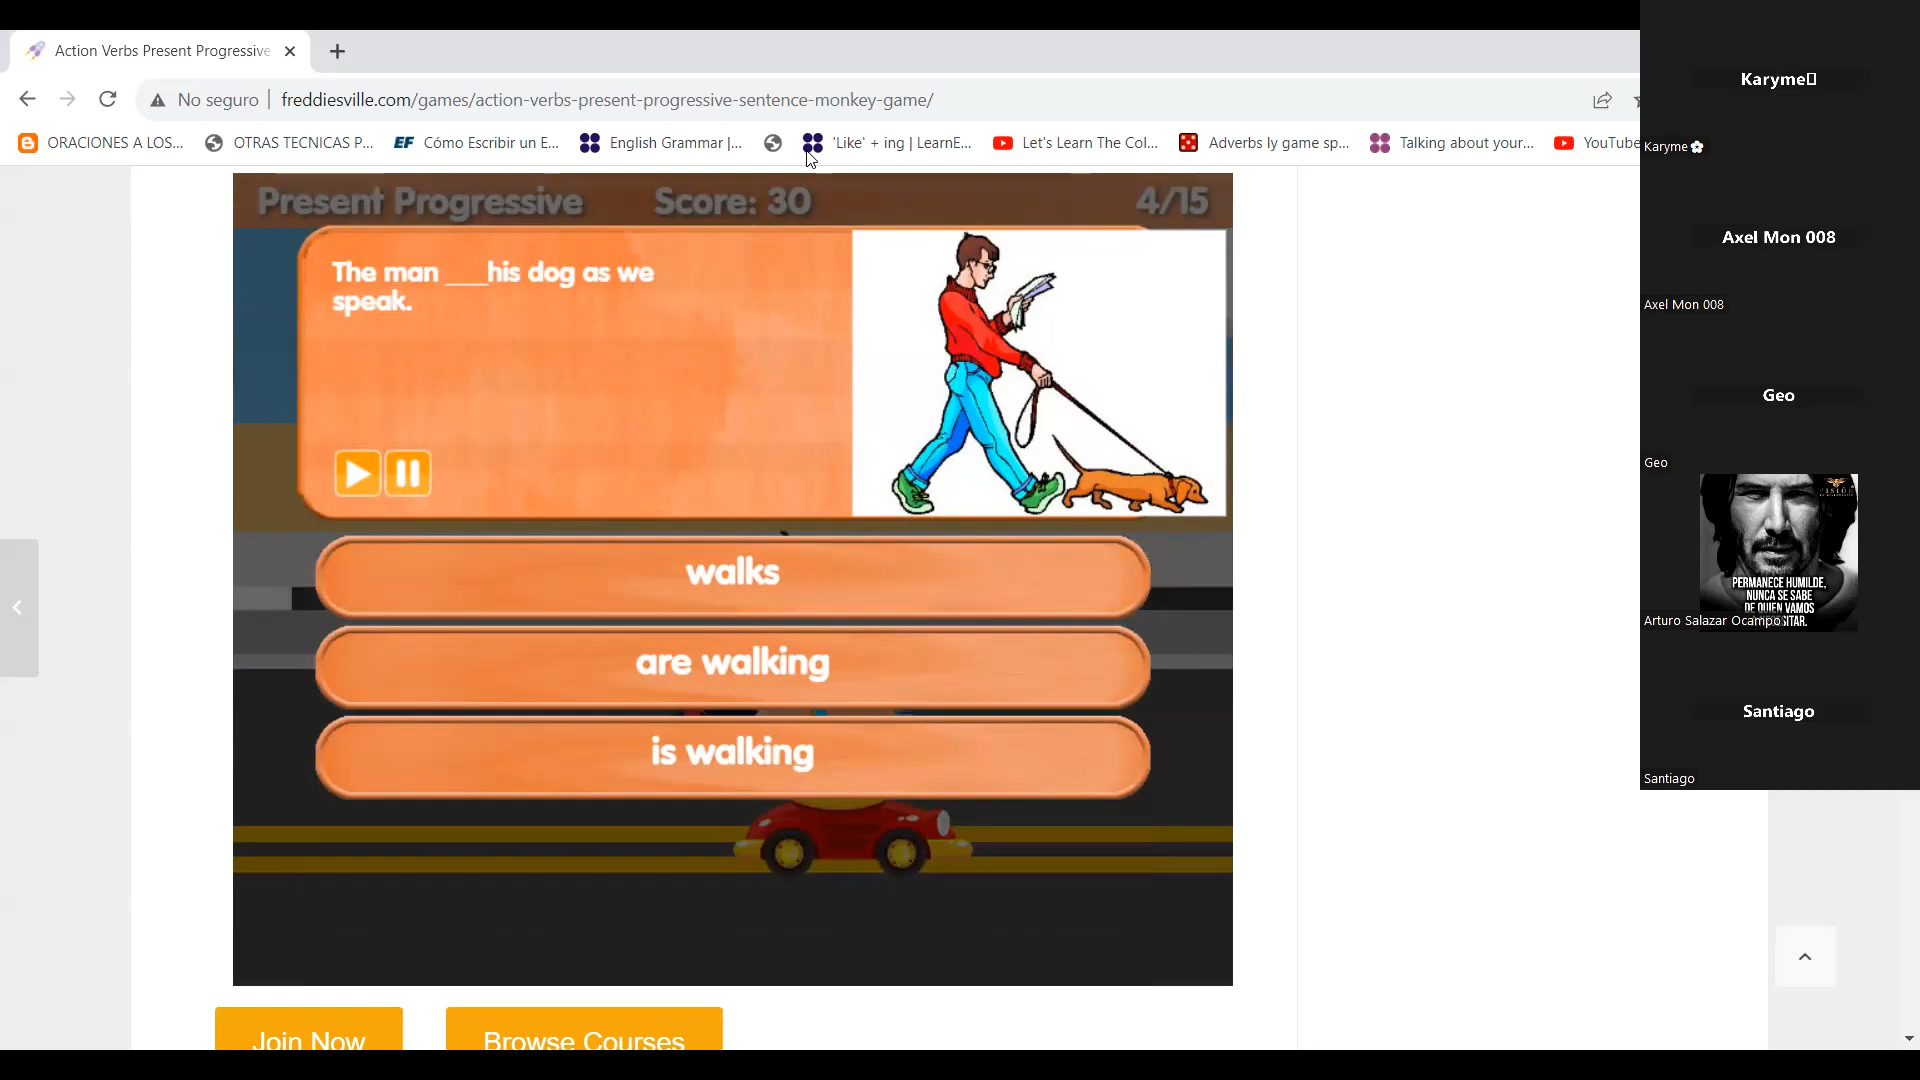 Action Verbs Present Progressive
No seguro
freddiesville.com/games/action-verbs-present-progressive-sentence-monkey-game/
ORACIONES A LOS...
OTRAS TECNICAS P...
EF Cómo Escribir un E...
English Grammar |...
'Like' + ing | LearnE...
Let's Learn The Col...
Adverbs ly game sp...
Talking about your...
YouTube
Present Progressive
Score: 30
4/15
The man ___his dog as we
speak.
walks
are walking
is walking
Join Now
Browse Courses
Karyme
Karyme
Axel Mon 008
Axel Mon 008
Geo
Geo
PERMANECE HUMILDE,
NUNCA SE SABE
DE QUIEN VAMOS
Arturo Salazar Ocampo
Santiago
Santiago